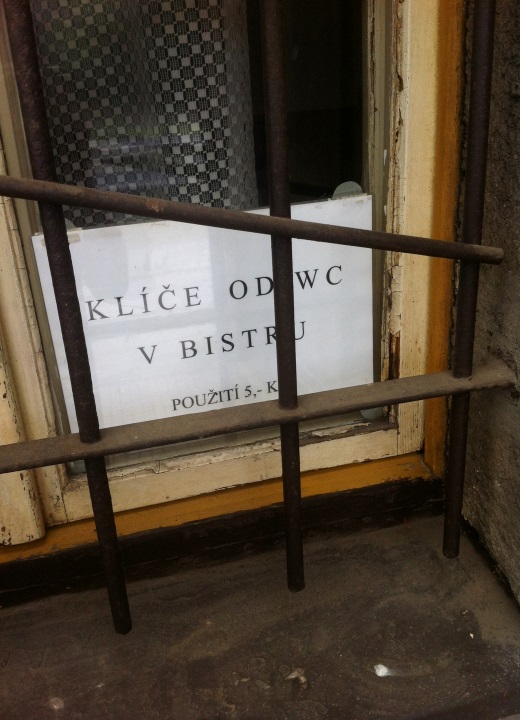 KLÍČE OD WC
V BISTRU
POUŽITÍ 5,- K